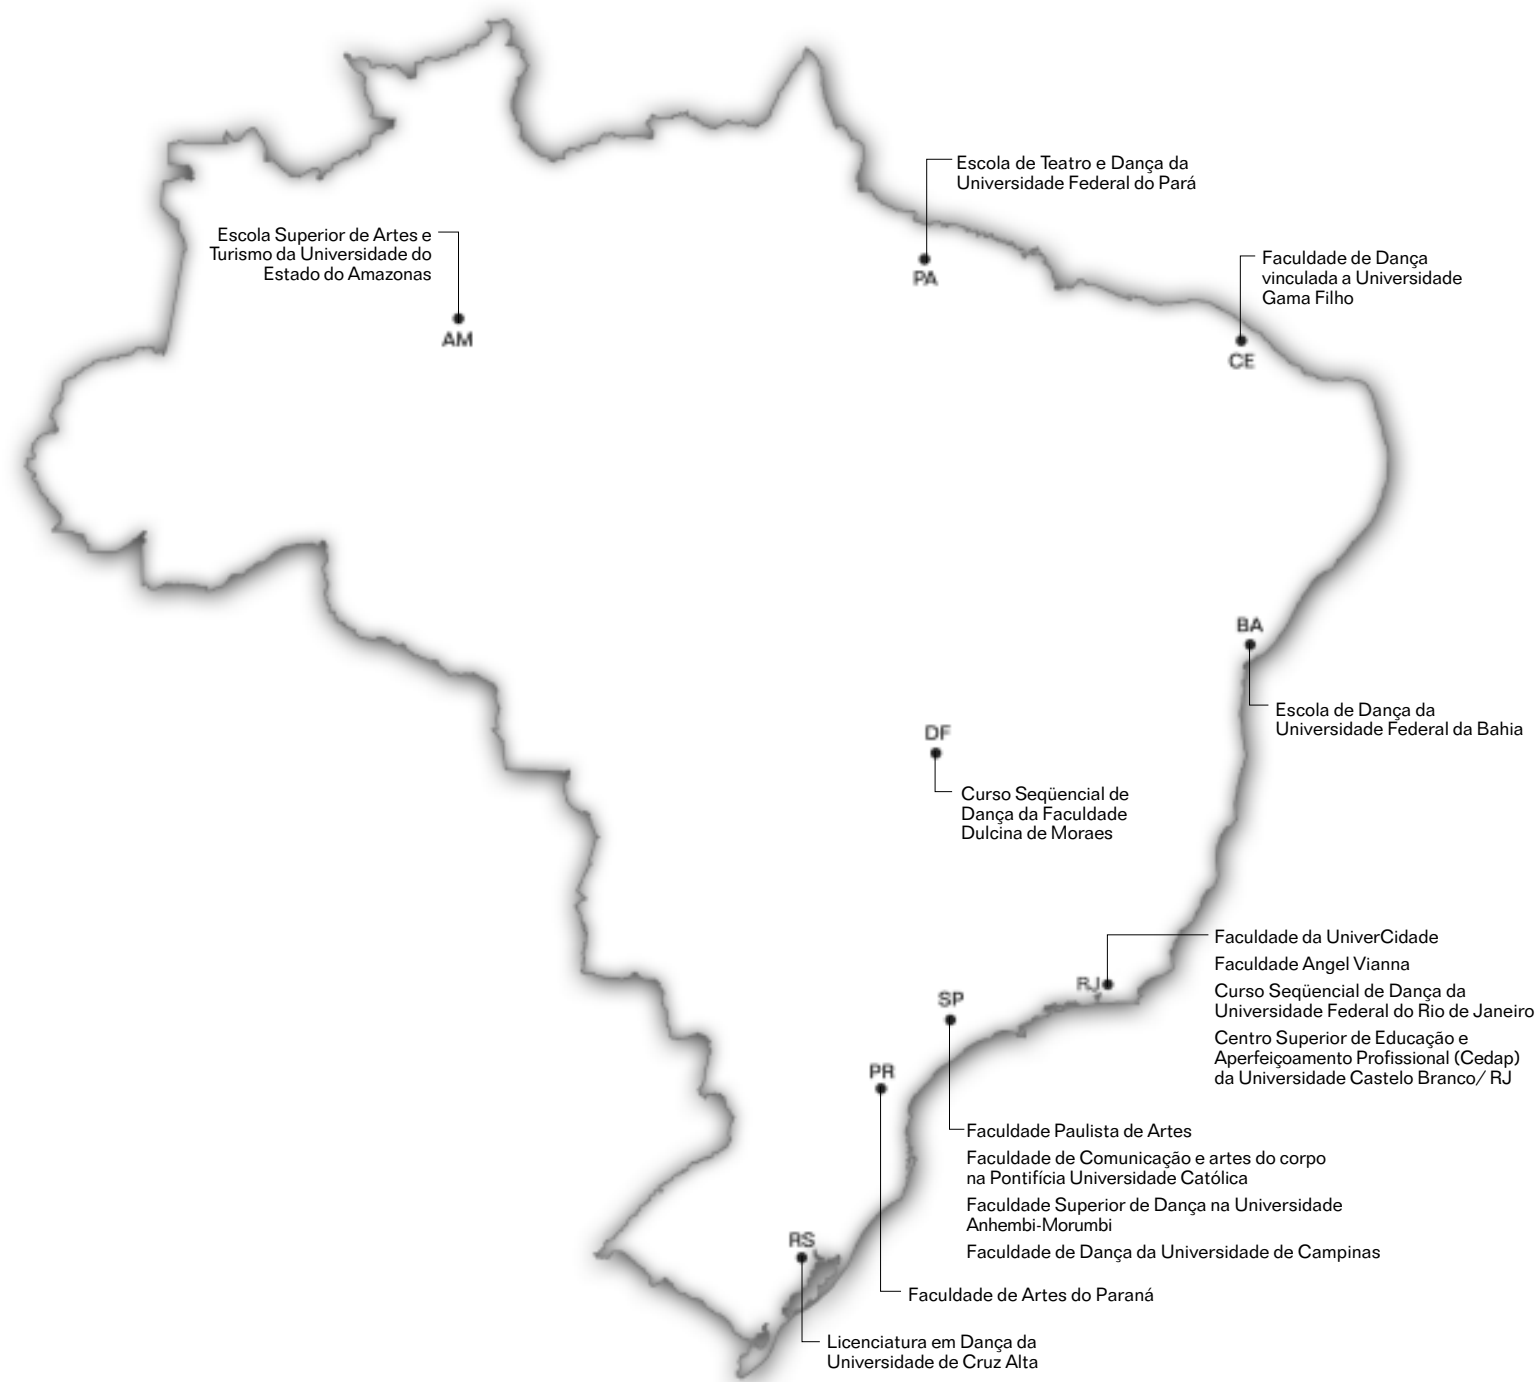 Escola de Teatro e Dança da
Universidade Federal do Pará
PA
Escola Superior de Artes e
Turismo da Universidade do
Estado do Amazonas
AM
Faculdade de Dança
vinculada a Universidade
Gama Filho
CE
BA
Escola de Dança da
Universidade Federal da Bahia
DF
Curso Seqüencial de
Dança da Faculdade
Dulcina de Moraes
RJ
Faculdade da UniverCidade
Faculdade Angel Vianna
Curso Seqüencial de Dança da
Universidade Federal do Rio de Janeiro
Centro Superior de Educação e
Aperfeiçoamento Profissional (Cedap)
da Universidade Castelo Branco/ RJ
SP
Faculdade Paulista de Artes
Faculdade de Comunicação e artes do corpo
na Pontifícia Universidade Católica
Faculdade Superior de Dança na Universidade
Anhembi-Morumbi
Faculdade de Dança da Universidade de Campinas
PR
Faculdade de Artes do Paraná
RS
Licenciatura em Dança da
Universidade de Cruz Alta